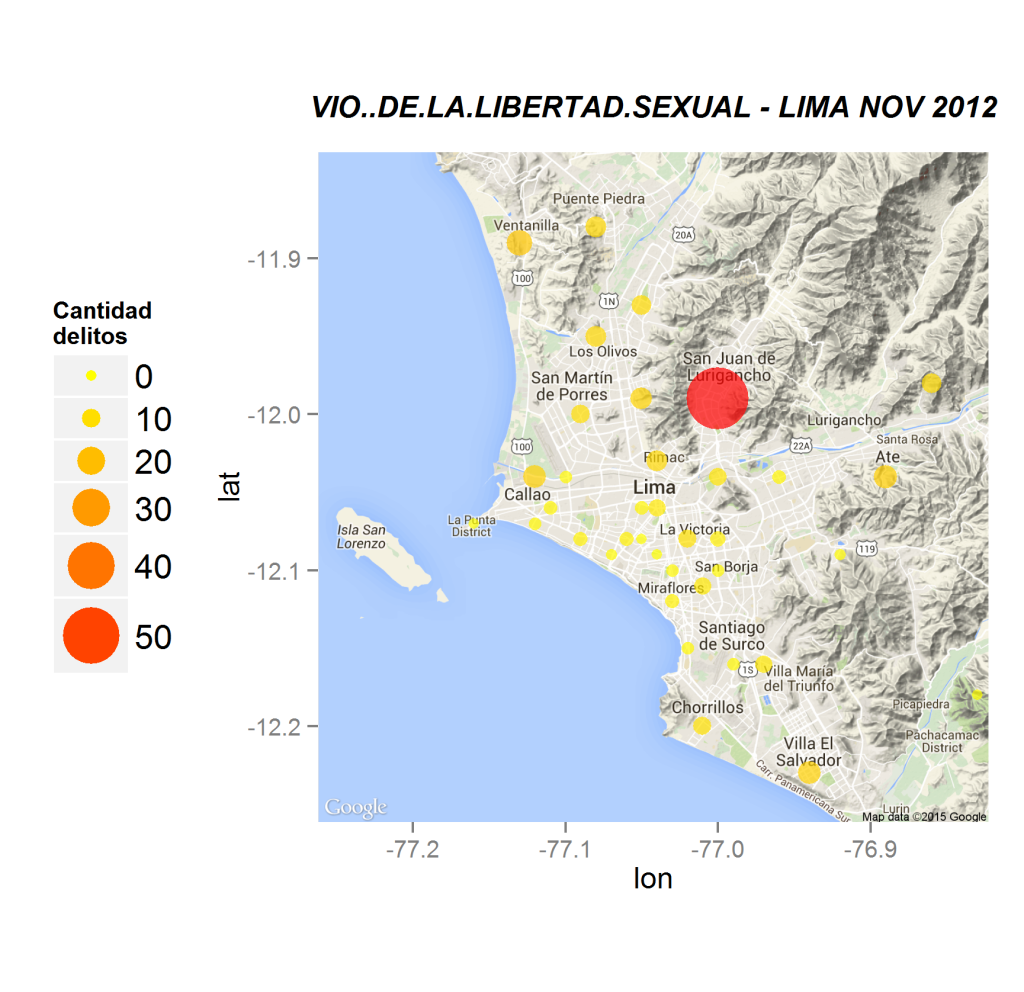 VIO..DE.LA.LIBERTAD.SEXUAL - LIMA NOV 2012
Cantidad
delitos
0
10
20
30
40
50
lat
-11.9
-12.0
-12.1
-12.2
Puente Piedra
Ventanilla
20A
100
1N
Los Olivos
San Juan de
Lurigancho
San Martín
de Porres
Lurigancho
100
22A
Santa Rosa
Rimac
Ate
Lima
Callao
La Punta
District
Isla San
Lorenzo
La Victoria
119
San Borja
Miraflores
Santiago
de Surco
1S
Villa María
del Triunfo
Chorrillos
Picapiedra
Pachacamac
District
Villa El
Salvador
Carr. Panamericana Sur
Lurin
Google
Map data ©2015 Google
-77.2
-77.1
-77.0
-76.9
lon